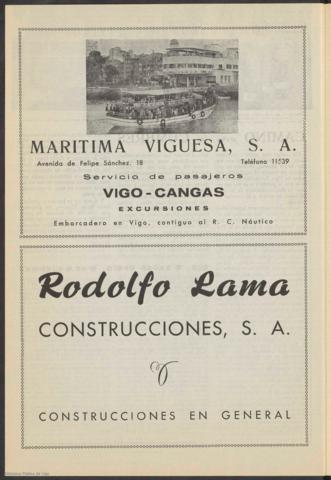 MARITIMA VIGUESA, S. A.
Avenida de Felipe Sánchez, 18 Teléfono 11539
Servicio de pasajeros
VIGO - CANGAS
EXCURSIONES
Embarcadero en Vigo, contiguo al R. C. Náutico
Rodolfo Lama
CONSTRUCCIONES, S. A.
CONSTRUCCIONES EN GENERAL